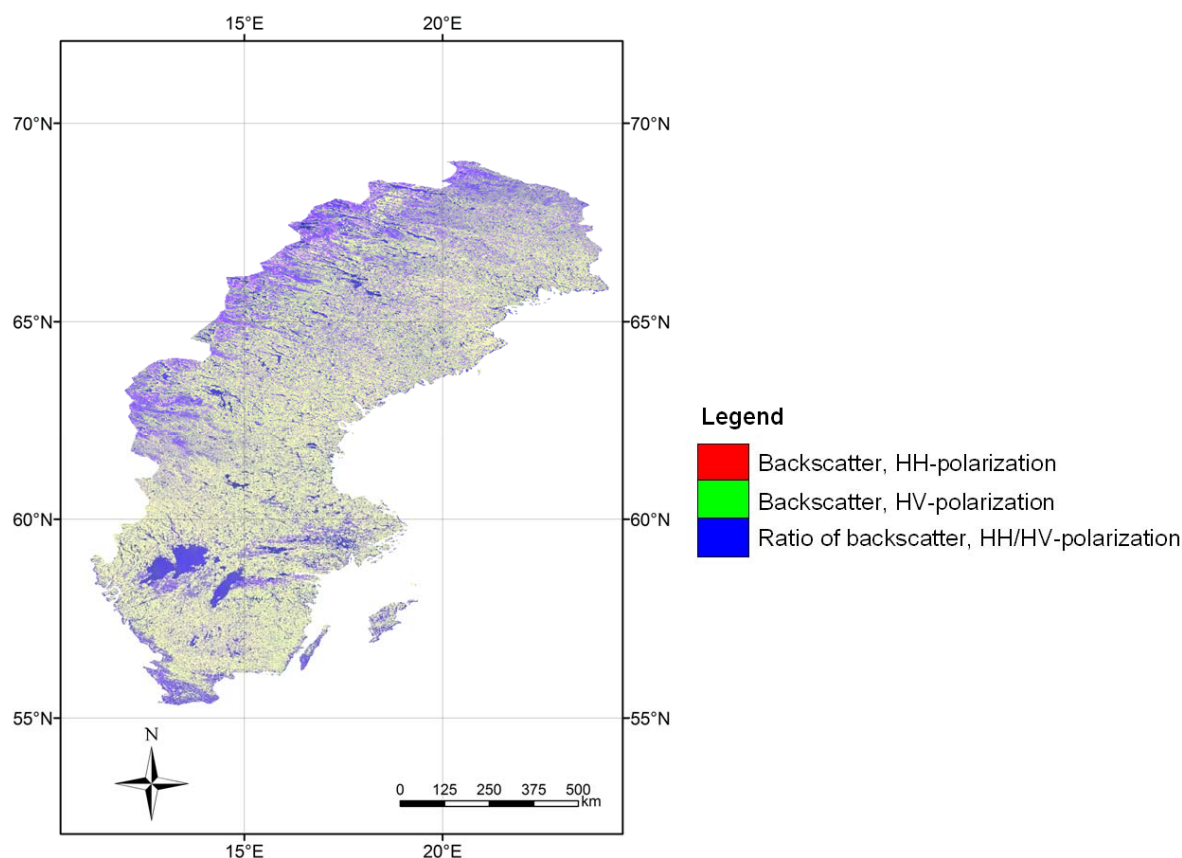 15°E 20°E
70°N 70°N
65°N 65°N
Legend
Backscatter, HH-polarization
Backscatter, HV-polarization
60°N 60°N
Ratio of backscatter, HH/HV-polarization
55°N 55°N
N
0 125 250 375 500
km
15°E 20°E